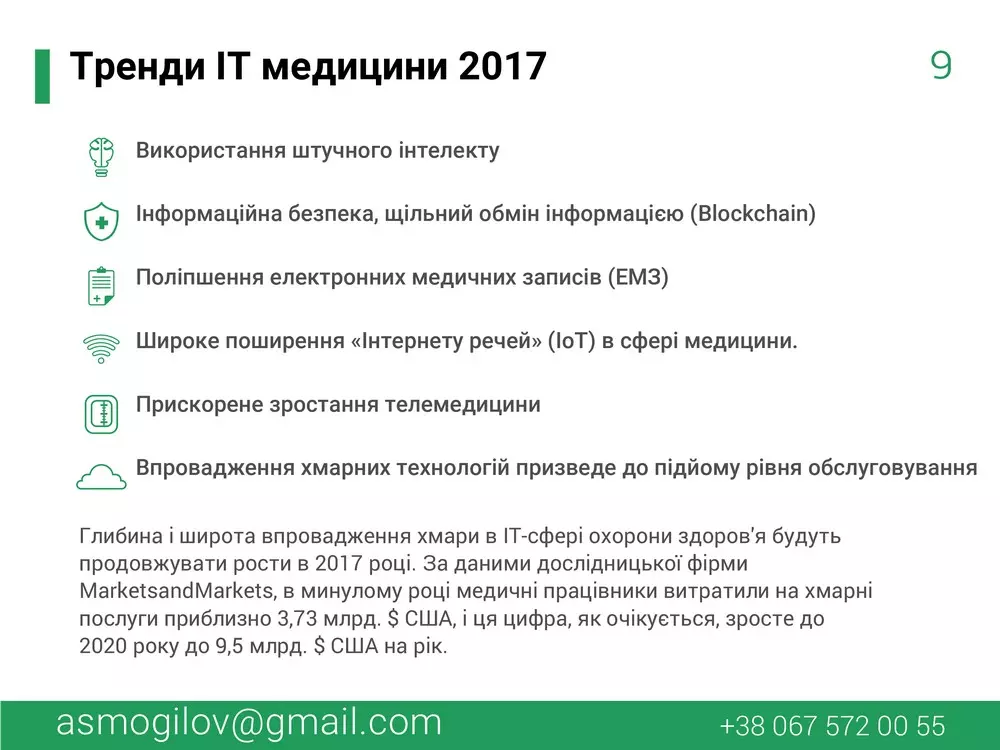 Тренди ІТ медицини 2017
9
Використання штучного інтелекту
Інформаційна безпека, щільний обмін інформацією (Blockchain)
Поліпшення електронних медичних записів (ЕМЗ)
Широке поширення «Інтернету речей» (IoT) в сфері медицини.
Прискорене зростання телемедицини
Впровадження хмарних технологій призведе до підйому рівня обслуговування
Глибина і широта впровадження хмари в ІТ-сфері охорони здоров'я будуть
продовжувати рости в 2017 році. За даними дослідницької фірми
MarketsandMarkets, в минулому році медичні працівники витратили на хмарні
послуги приблизно 3,73 млрд. $ США, і ця цифра, як очікується, зросте до
2020 року до 9,5 млрд. $ США на рік.
asmogilov@gmail.com
+38 067 572 00 55